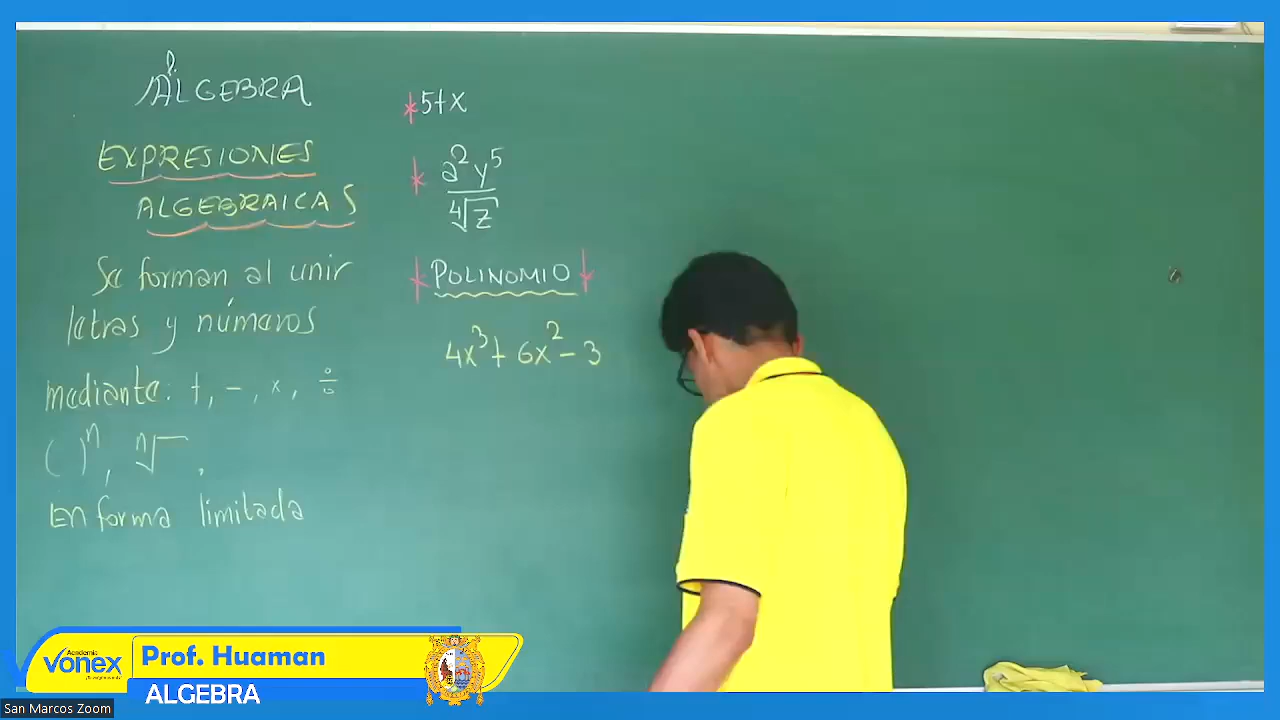 ÁLGEBRA
EXPRESIONES
ALGEBRAICAS
Se forman al unir
letras y números
mediante: +, -, x, ÷
( )ⁿ, ⁿ√ .
En forma limitada
* 5+x
* a²y⁵
⁴√z
* POLINOMIO *
4x³ + 6x² - 3
Academia
vonex
Prof. Huaman
ALGEBRA
San Marcos Zoom